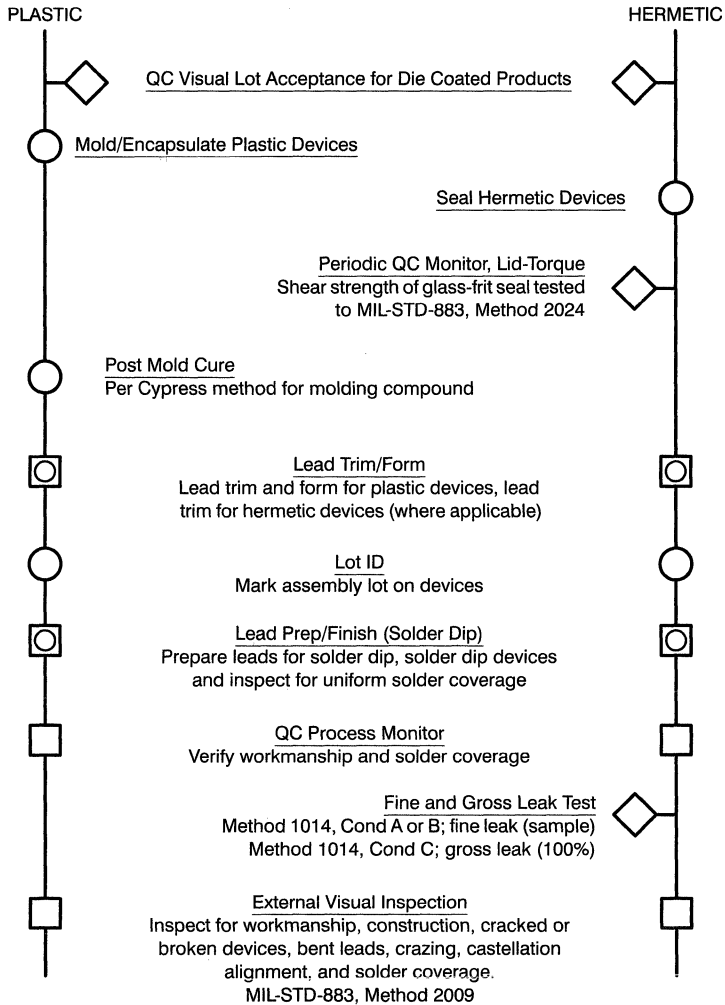 PLASTIC
HERMETIC
QC Visual Lot Acceptance for Die Coated Products
Mold/Encapsulate Plastic Devices
Seal Hermetic Devices
Periodic QC Monitor, Lid-Torque
Shear strength of glass-frit seal tested
to MIL-STD-883, Method 2024
Post Mold Cure
Per Cypress method for molding compound
Lead Trim/Form
Lead trim and form for plastic devices, lead
trim for hermetic devices (where applicable)
Lot ID
Mark assembly lot on devices
Lead Prep/Finish (Solder Dip)
Prepare leads for solder dip, solder dip devices
and inspect for uniform solder coverage
QC Process Monitor
Verify workmanship and solder coverage
Fine and Gross Leak Test
Method 1014, Cond A or B; fine leak (sample)
Method 1014, Cond C; gross leak (100%)
External Visual Inspection
Inspect for workmanship, construction, cracked or
broken devices, bent leads, crazing, castellation
alignment, and solder coverage.
MIL-STD-883, Method 2009